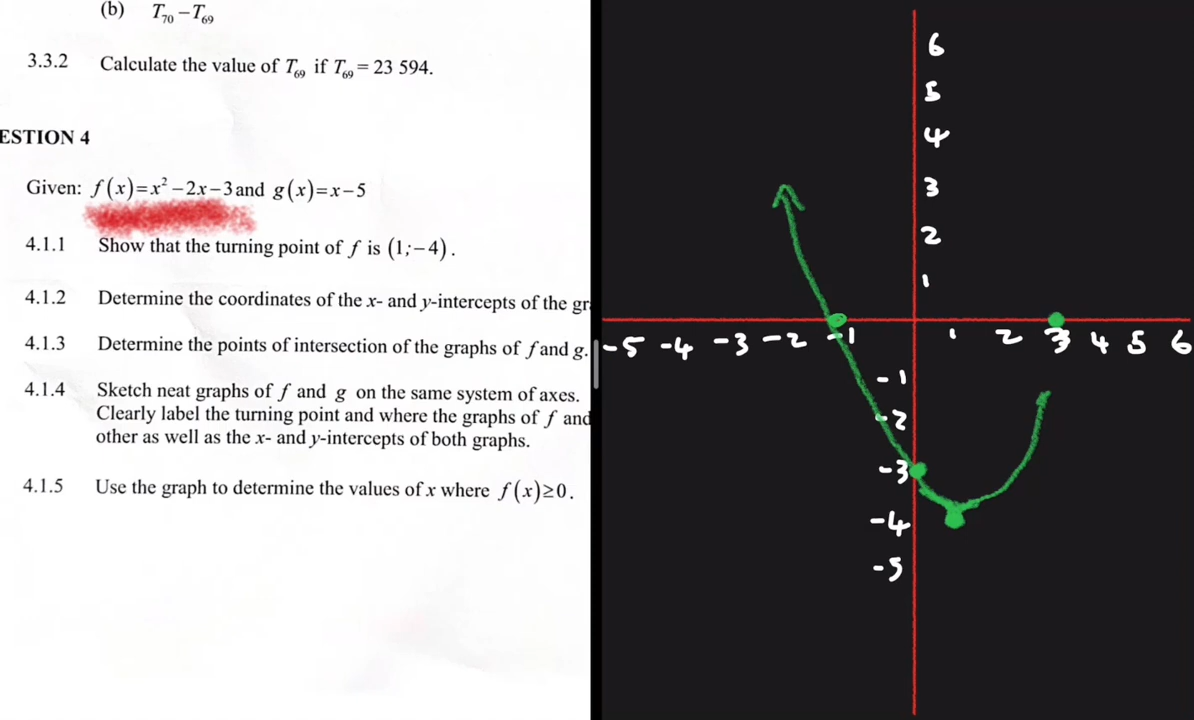 (b) T₇₀ – T₆₉
3.3.2 Calculate the value of T₆₉ if T₆₉ = 23 594.
ESTION 4
Given: f(x)=x²–2x–3 and g(x)=x–5
4.1.1 Show that the turning point of f is (1;–4).
4.1.2 Determine the coordinates of the x- and y-intercepts of the
4.1.3 Determine the points of intersection of the graphs of f and g.
4.1.4 Sketch neat graphs of f and g on the same system of axes.
Clearly label the turning point and where the graphs of f and
other as well as the x- and y-intercepts of both graphs.
4.1.5 Use the graph to determine the values of x where f(x)≥0.
6
5
4
3
2
1
-5 -4 -3 -2 -1 1 2 3 4 5 6
-1
-2
-3
-4
-5